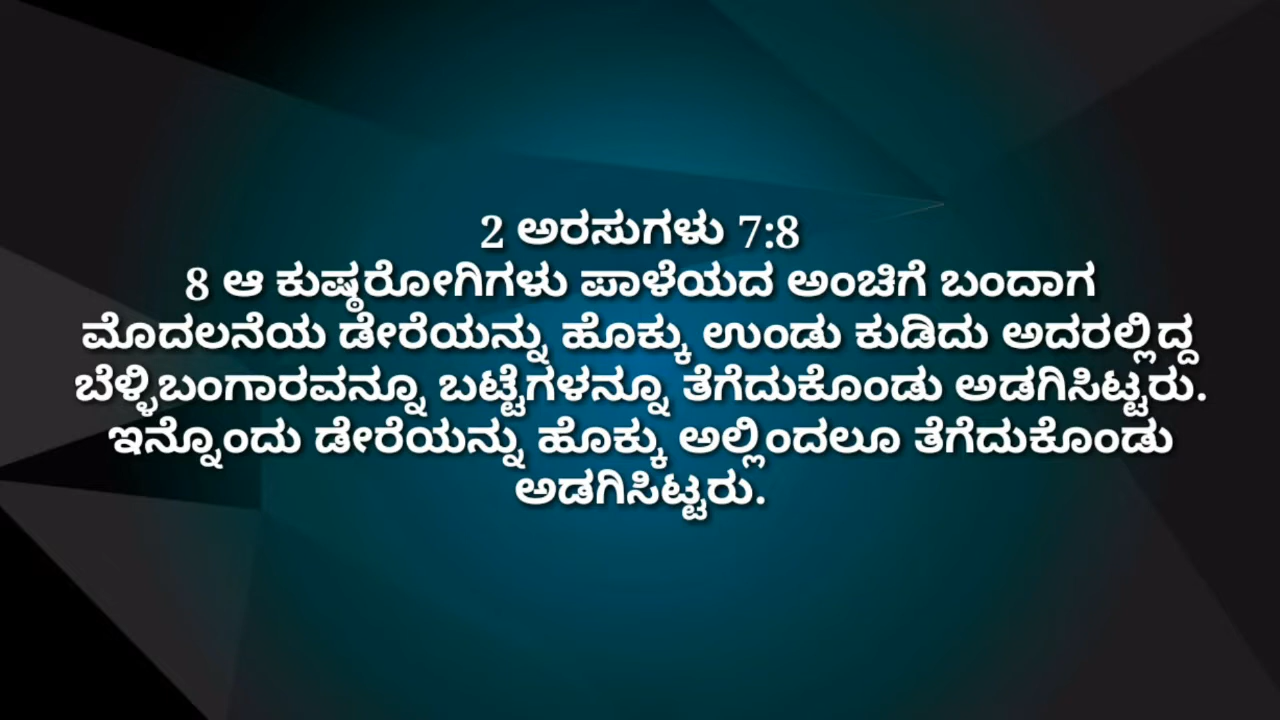 2 ಅರಸುಗಳು 7:8
8 ಆ ಕುಷ್ಠರೋಗಿಗಳು ಪಾಳೆಯದ ಅಂಚಿಗೆ ಬಂದಾಗ
ಮೊದಲನೆಯ ಡೇರೆಯನ್ನು ಹೊಕ್ಕು ಉಂಡು ಕುಡಿದು ಅದರಲ್ಲಿದ್ದ
ಬೆಳ್ಳಿಬಂಗಾರವನ್ನೂ ಬಟ್ಟೆಗಳನ್ನೂ ತೆಗೆದುಕೊಂಡು ಅಡಗಿಸಿಟ್ಟರು.
ಇನ್ನೊಂದು ಡೇರೆಯನ್ನು ಹೊಕ್ಕು ಅಲ್ಲಿಂದಲೂ ತೆಗೆದುಕೊಂಡು
ಅಡಗಿಸಿಟ್ಟರು.